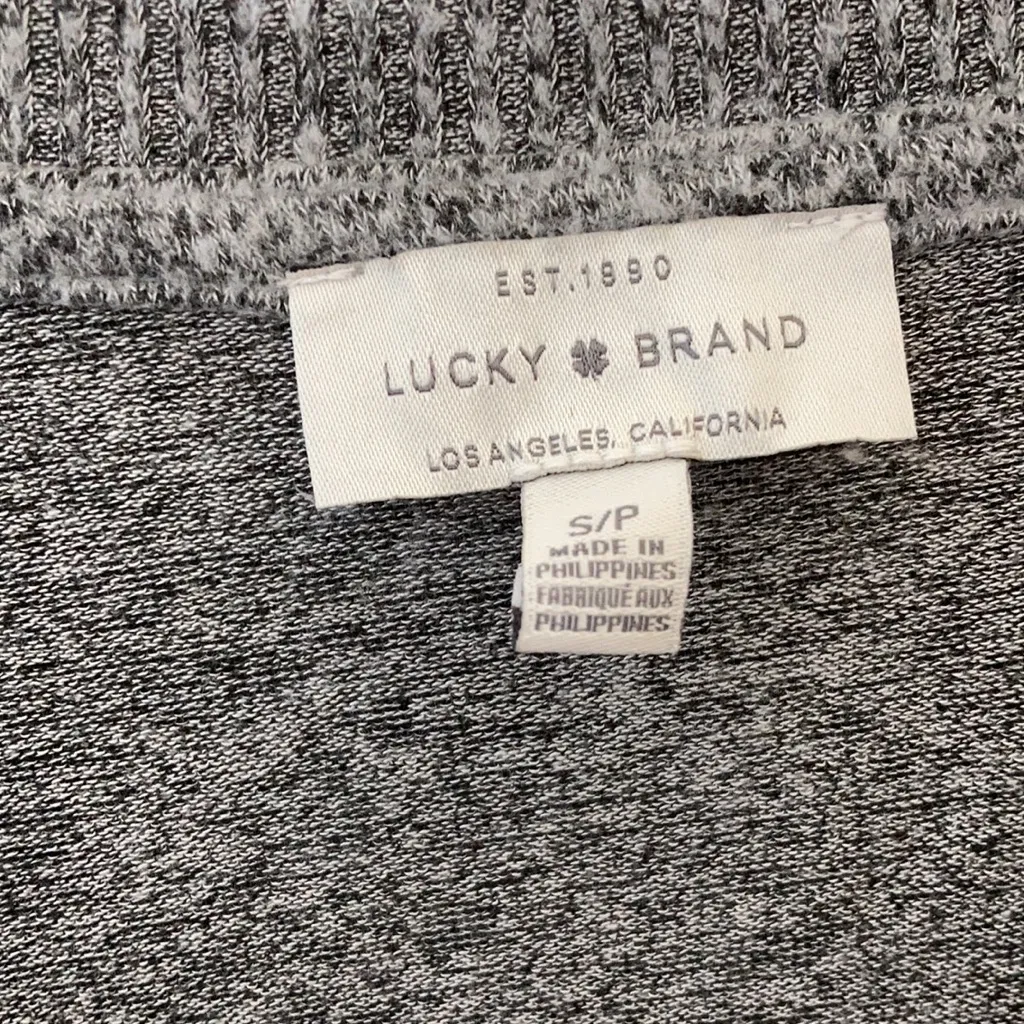 EST.1990
LUCKY BRAND
LOS ANGELES, CALIFORNIA
S/P
MADE IN
PHILIPPINES
FABRIQUÉ AUX
PHILIPPINES